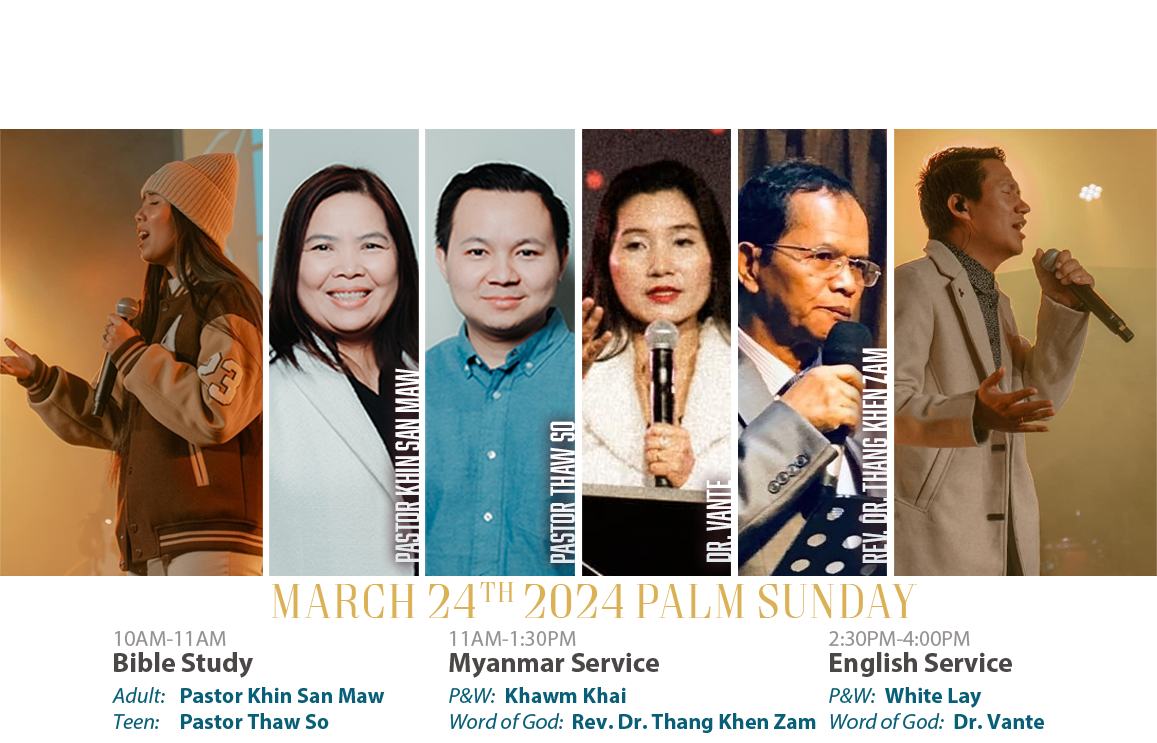 PASTOR KHIN SAN MAW
PASTOR THAW SO
DR. VANTE
REV. DR. THANG KHEN ZAM
MARCH 24TH 2024 PALM SUNDAY
10AM-11AM
Bible Study
Adult: Pastor Khin San Maw
Teen: Pastor Thaw So
11AM-1:30PM
Myanmar Service
P&W: Khawm Khai
Word of God: Rev. Dr. Thang Khen Zam
2:30PM-4:00PM
English Service
P&W: White Lay
Word of God: Dr. Vante